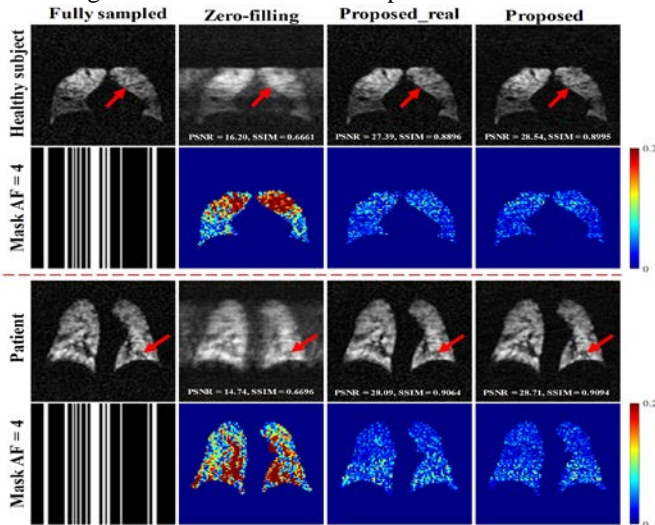 Fully sampled Zero-filling Proposed_real Proposed
Healthy subject
PSNR = 16.20, SSIM=0.6661 PSNR = 27.39, SSIM=0.8896 PSNR = 28.54, SSIM=0.8995
Mask AF = 4
0.2
0
Patient
PSNR = 14.74, SSIM=0.6696 PSNR = 28.09, SSIM=0.9064 PSNR = 28.71, SSIM=0.9094
Mask AF = 4
0.2
0